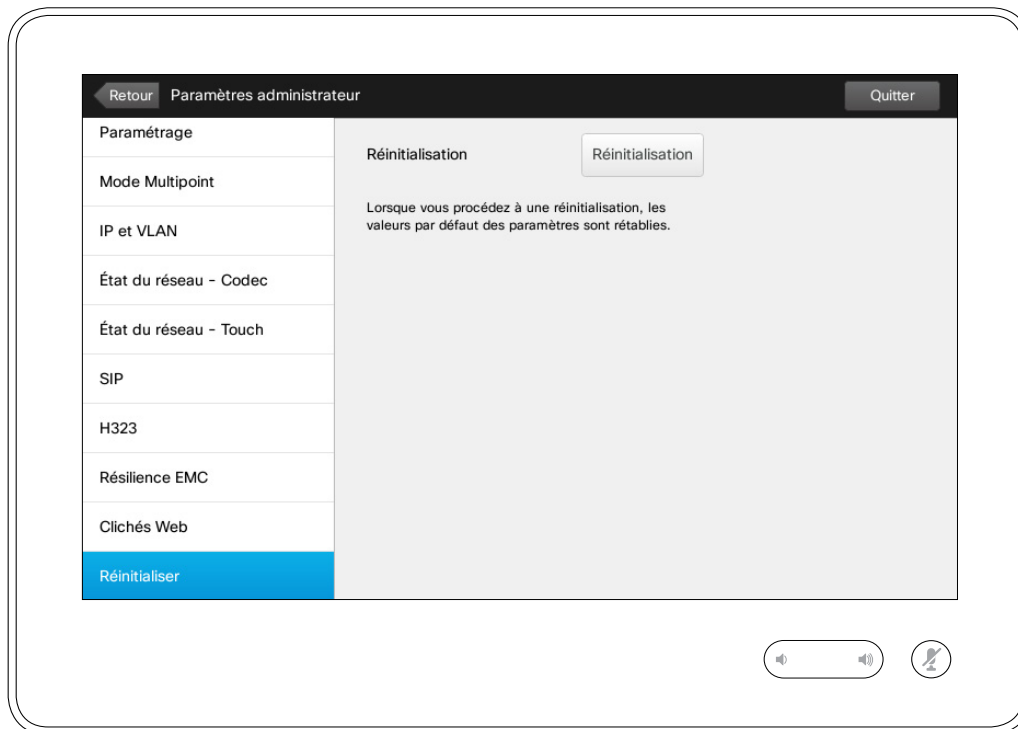 Retour Paramètres administrateur Quitter
Paramétrage
Mode Multipoint
IP et VLAN
État du réseau - Codec
État du réseau - Touch
SIP
H323
Résilience EMC
Clichés Web
Réinitialiser
Réinitialisation Réinitialisation
Lorsque vous procédez à une réinitialisation, les
valeurs par défaut des paramètres sont rétablies.